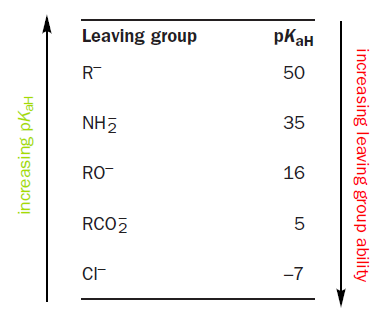 Leaving group pKaH
R⁻ 50
NH₂⁻ 35
RO⁻ 16
RCO₂⁻ 5
Cl⁻ –7
increasing pKaH
increasing leaving group ability